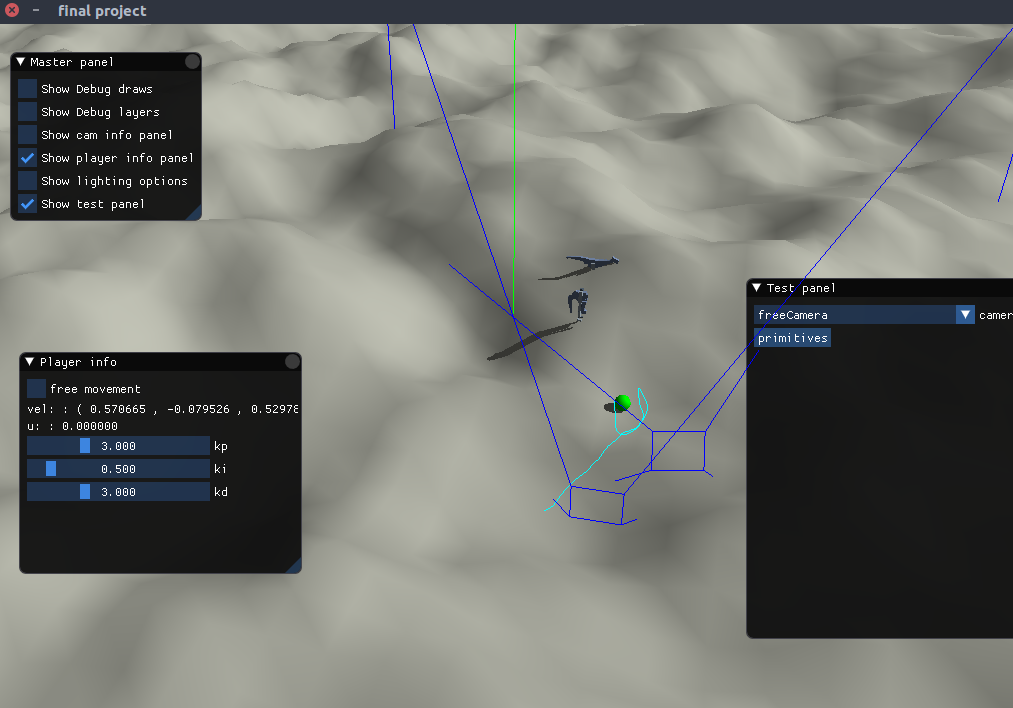 final project
Master panel
Show Debug draws
Show Debug layers
Show cam info panel
Show player info panel
Show lighting options
Show test panel
Test panel
freeCamera camer
primitives
Player info
free movement
vel: : ( 0.570665 , -0.079526 , 0.52978
u: : 0.000000
3.000 kp
0.500 ki
3.000 kd